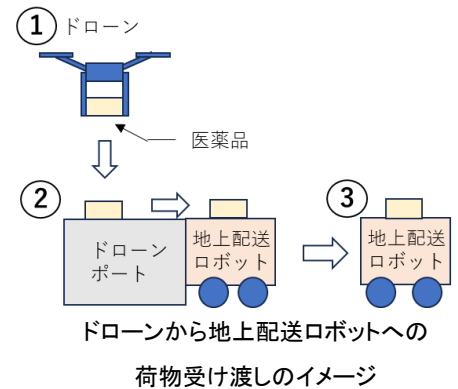 ① ドローン
医薬品
②
ドローン
ポート
地上配送
ロボット
③
地上配送
ロボット
ドローンから地上配送ロボットへの
荷物受け渡しのイメージ